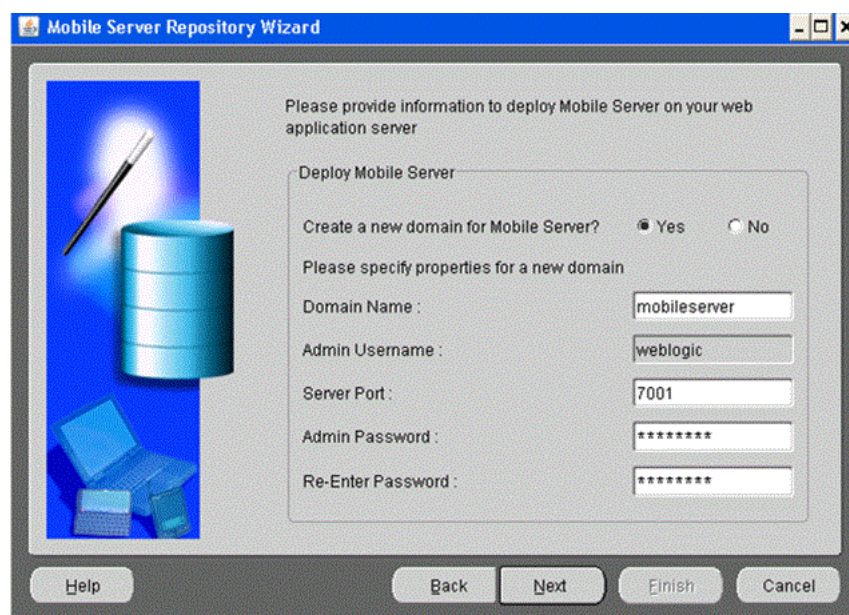 Mobile Server Repository Wizard
Please provide information to deploy Mobile Server on your web
application server
Deploy Mobile Server
Create a new domain for Mobile Server? Yes No
Please specify properties for a new domain
Domain Name : mobileserver
Admin Username : weblogic
Server Port : 7001
Admin Password : ********
Re-Enter Password : ********
Help Back Next Finish Cancel